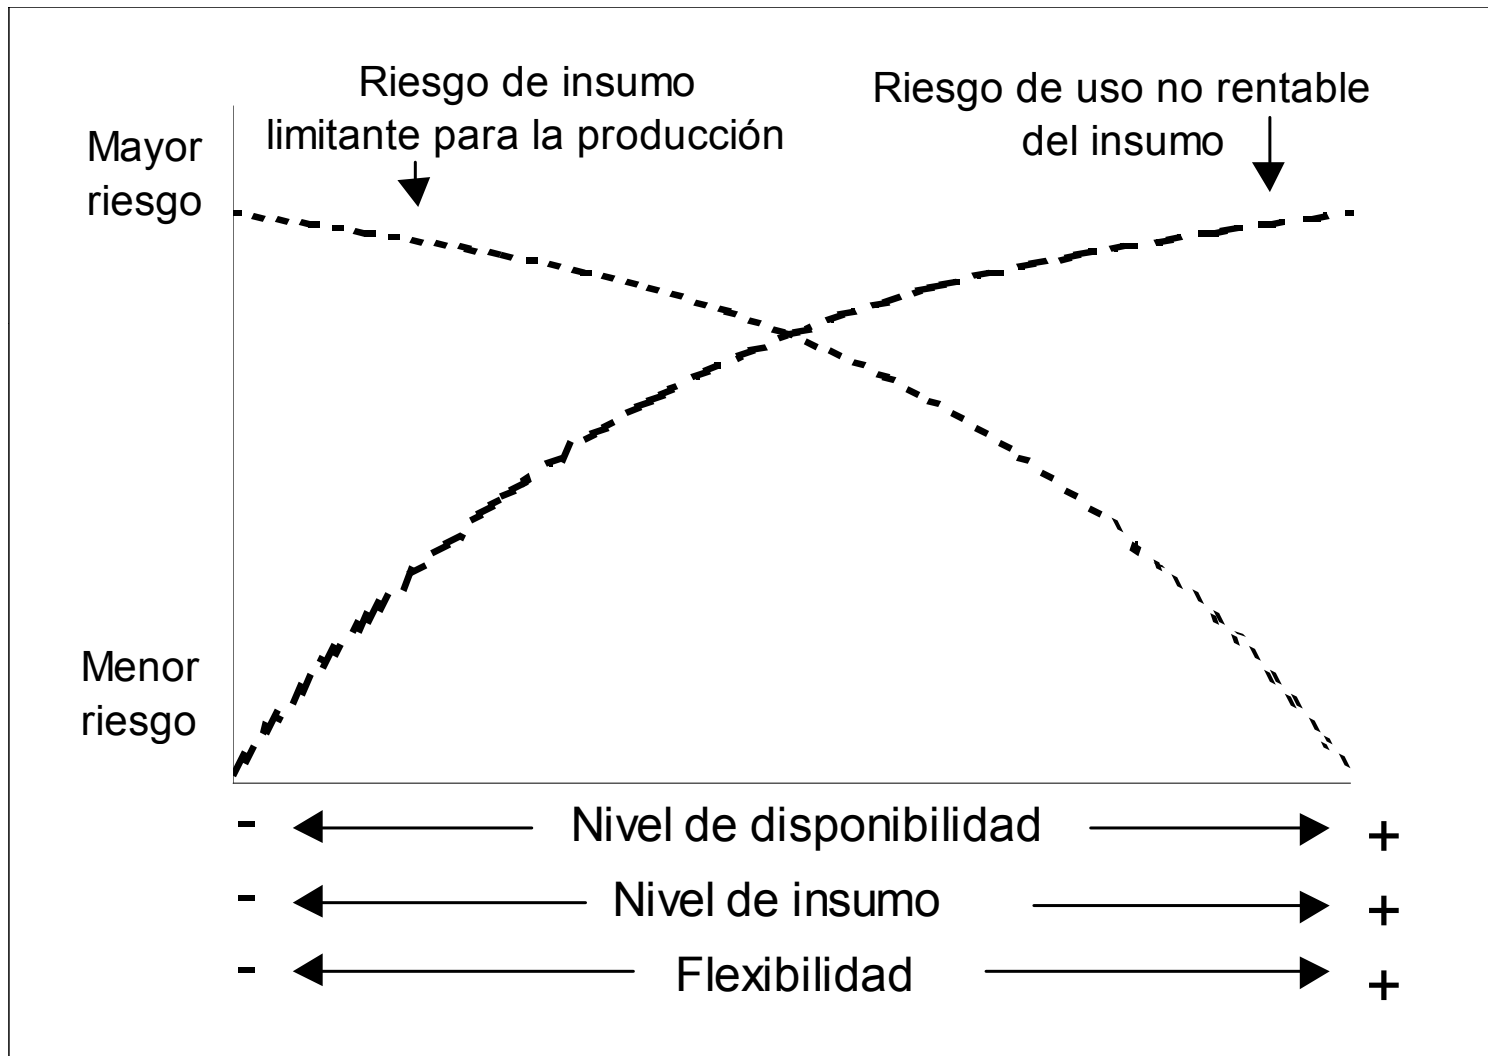 Riesgo de insumo
limitante para la producción
Riesgo de uso no rentable
del insumo
Mayor
riesgo
Menor
riesgo
- Nivel de disponibilidad +
- Nivel de insumo +
- Flexibilidad +